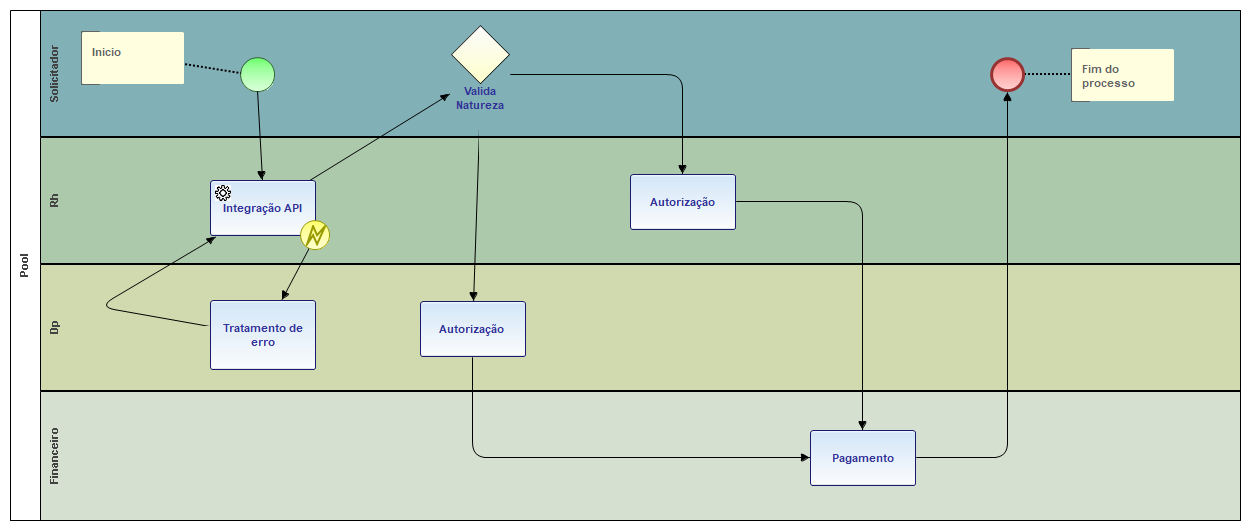 Pool
Solicitador
Inicio
Valida
Natureza
Fim do
processo
Rh
Integração API
Autorização
Dp
Tratamento de
erro
Autorização
Financeiro
Pagamento